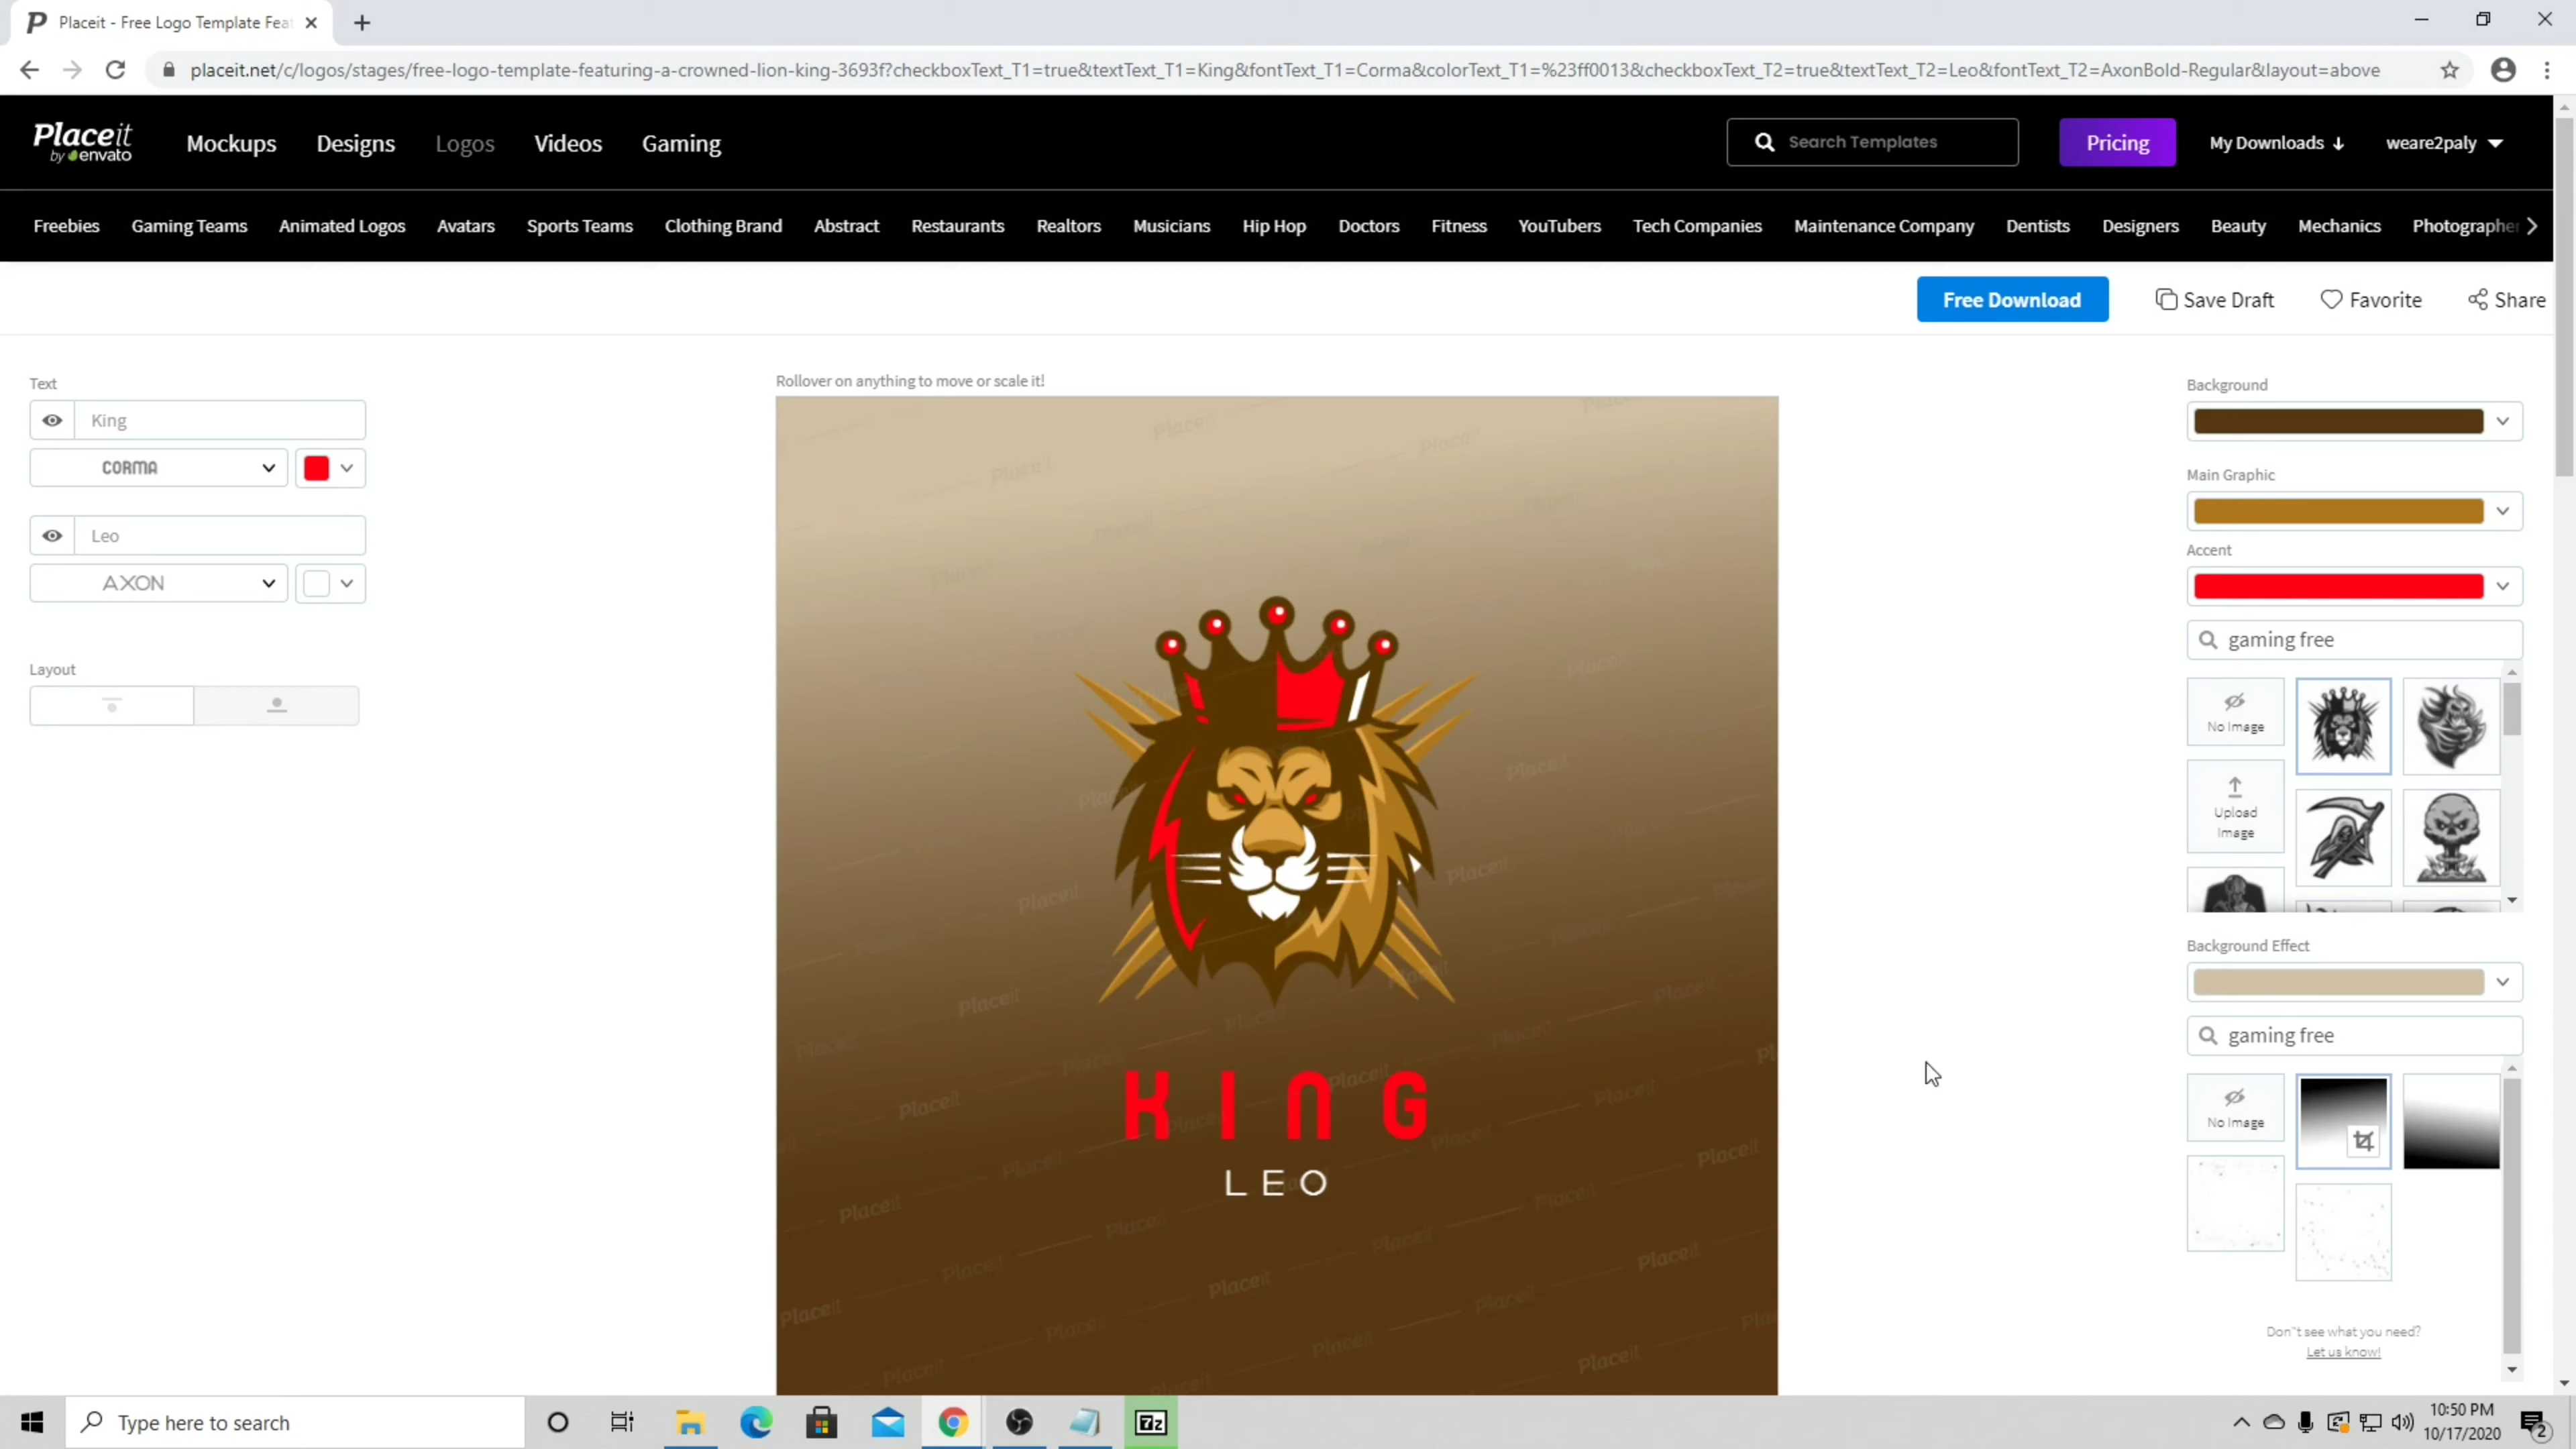 Placeit - Free Logo Template Fea
placeit.net/c/logos/stages/free-logo-template-featuring-a-crowned-lion-king-3693f?checkboxText_T1=true&textText_T1=King&fontText_T1=Corma&colorText_T1=%23ff0013&checkboxText_T2=true&textText_T2=Leo&fontText_T2=AxonBold-Regular&layout=above
Placeit
by envato
Mockups Designs Logos Videos Gaming
Search Templates
Pricing
My Downloads
weare2paly
Freebies Gaming Teams Animated Logos Avatars Sports Teams Clothing Brand Abstract Restaurants Realtors Musicians Hip Hop Doctors Fitness YouTubers Tech Companies Maintenance Company Dentists Designers Beauty Mechanics Photographer
Free Download Save Draft Favorite Share
Text
King
CORMA
Leo
AXON
Layout
Rollover on anything to move or scale it!
KING
LEO
Background
Main Graphic
Accent
gaming free
No Image
Upload
Image
Background Effect
gaming free
No Image
Don''t see what you need?
Let us know!
Type here to search
7z
10:50 PM
10/17/2020
2